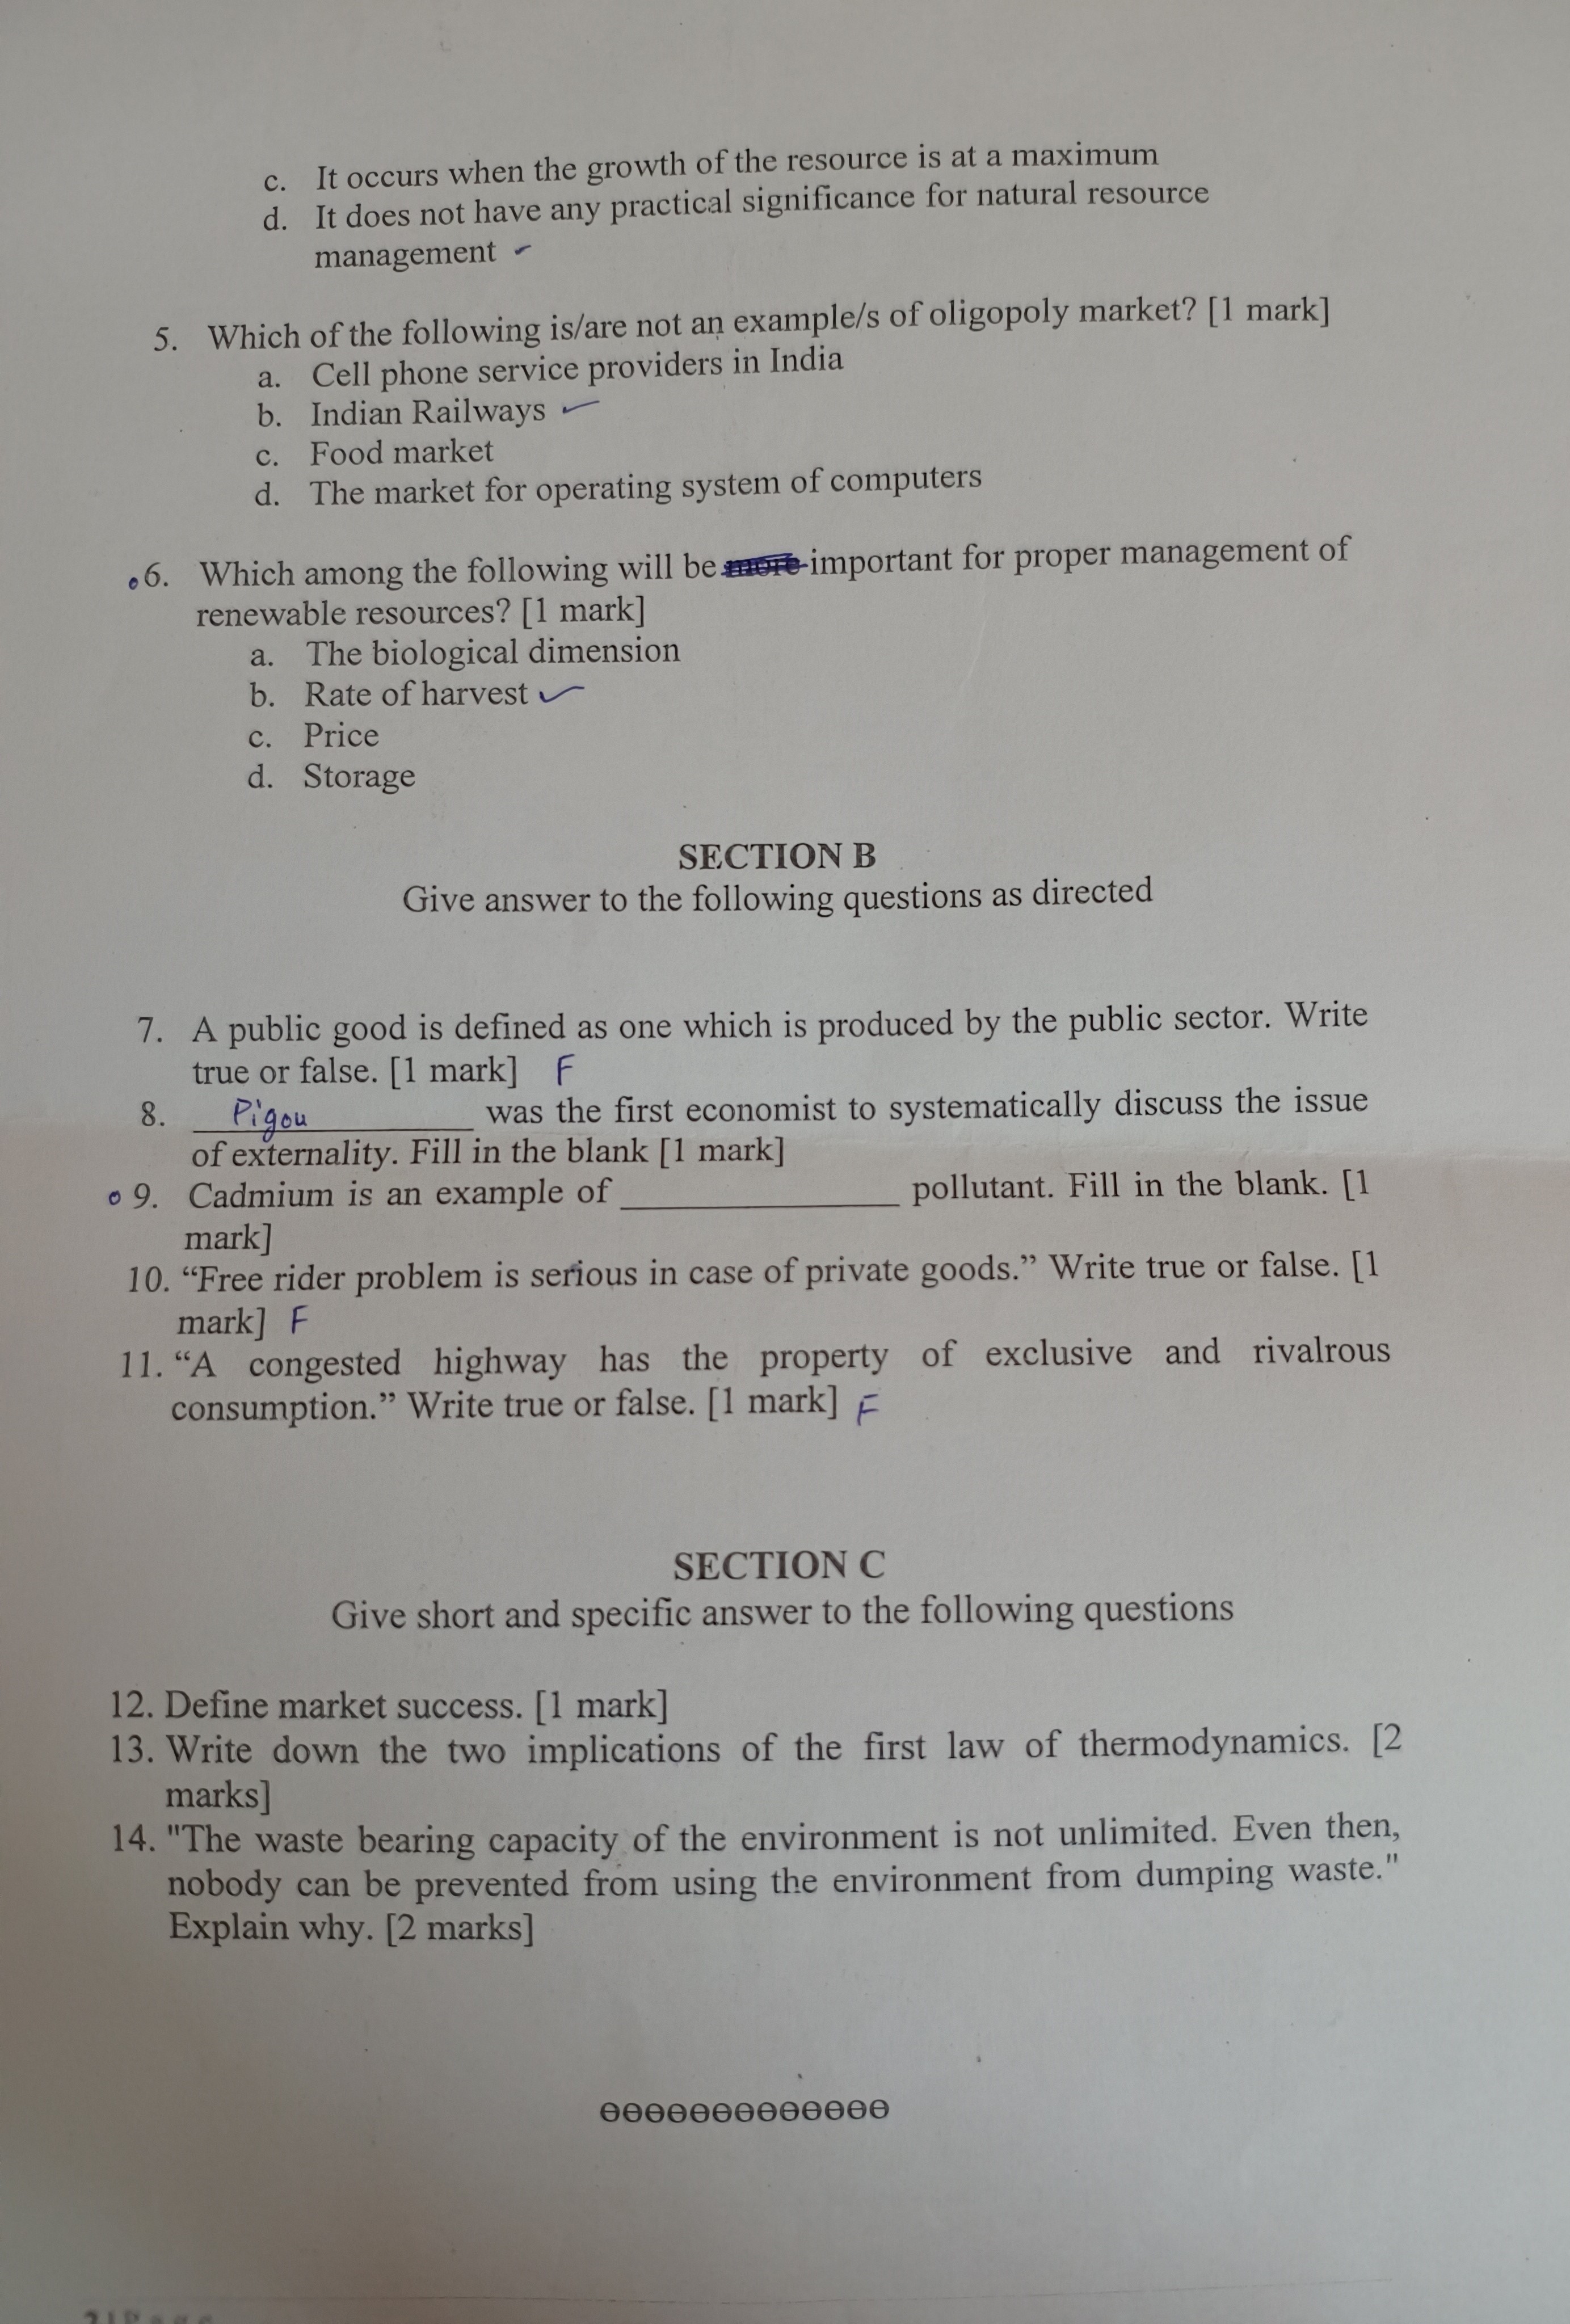 c. It occurs when the growth of the resource is at a maximum
d. It does not have any practical significance for natural resource
management
5. Which of the following is/are not an example/s of oligopoly market? [1 mark]
a. Cell phone service providers in India
b. Indian Railways
c. Food market
d. The market for operating system of computers
6. Which among the following will be more important for proper management of
renewable resources? [1 mark]
a. The biological dimension
b. Rate of harvest
c. Price
d. Storage
SECTION B
Give answer to the following questions as directed
7. A public good is defined as one which is produced by the public sector. Write
true or false. [1 mark] F
8. Pigou was the first economist to systematically discuss the issue
of externality. Fill in the blank [1 mark]
9. Cadmium is an example of ____________ pollutant. Fill in the blank. [1
mark]
10. “Free rider problem is serious in case of private goods.” Write true or false. [1
mark] F
11. “A congested highway has the property of exclusive and rivalrous
consumption.” Write true or false. [1 mark] F
SECTION C
Give short and specific answer to the following questions
12. Define market success. [1 mark]
13. Write down the two implications of the first law of thermodynamics. [2
marks]
14. "The waste bearing capacity of the environment is not unlimited. Even then,
nobody can be prevented from using the environment from dumping waste."
Explain why. [2 marks]
ѳѳѳѳѳѳѳѳѳѳѳѳѳ